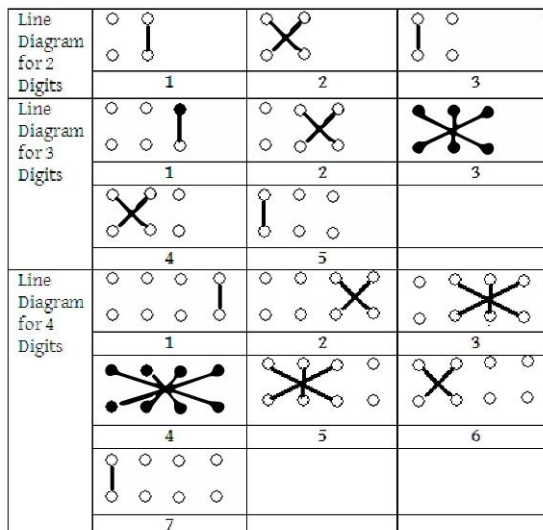 Line
Diagram
for 2
Digits
1 2 3
Line
Diagram
for 3
Digits
1 2 3
4 5
Line
Diagram
for 4
Digits
1 2 3
4 5 6
7